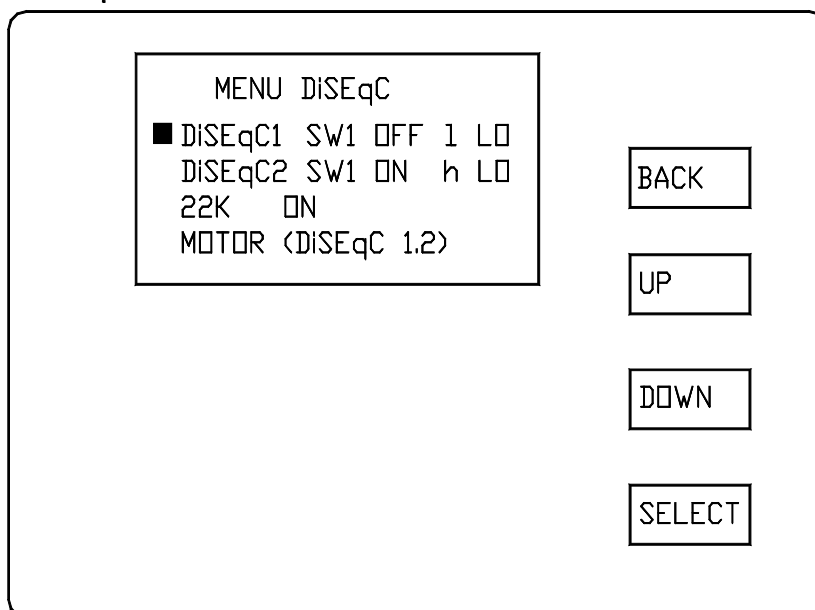 MENU DiSEqC
DiSEqC1 SW1 OFF l LO
DiSEqC2 SW1 ON h LO
22K ON
MOTOR (DiSEqC 1.2)
BACK
UP
DOWN
SELECT